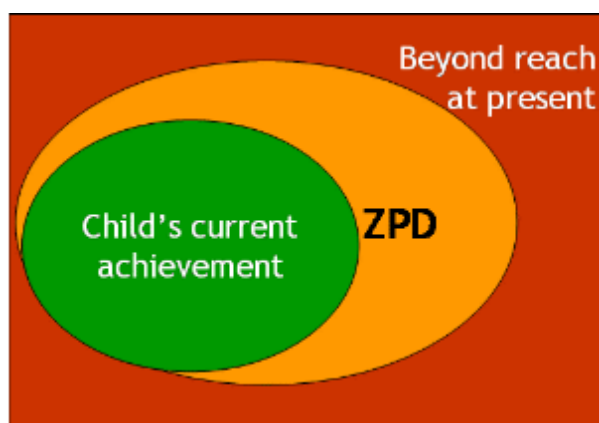 Beyond reach
at present
Child's current
achievement
ZPD